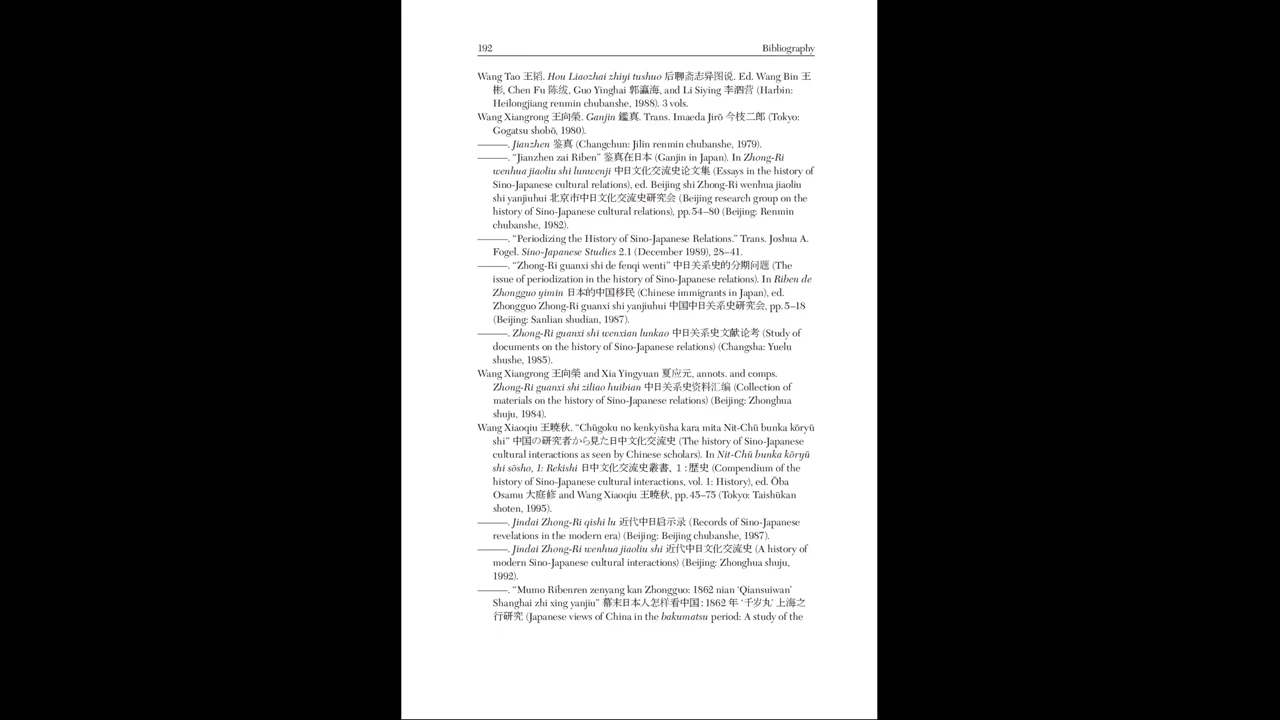 192 Bibliography
Wang Tao 王韬. Hou Liaozhai zhiyi tushuo 后聊斋志异图说. Ed. Wang Bin 王
彬, Chen Fu 陈绂, Guo Yinghai 郭瀛海, and Li Siying 李泗营 (Harbin:
Heilongjiang renmin chubanshe, 1988). 3 vols.
Wang Xiangrong 王向榮. Ganjin 鑑真. Trans. Imaeda Jirō 今枝二郎 (Tokyo:
Gogatsu shobō, 1980).
———. Jianzhen 鉴真 (Changchun: Jilin renmin chubanshe, 1979).
———. “Jianzhen zai Riben” 鉴真在日本 (Ganjin in Japan). In Zhong-Ri
wenhua jiaoliu shi lunwenji 中日文化交流史论文集 (Essays in the history of
Sino-Japanese cultural relations), ed. Beijing shi Zhong-Ri wenhua jiaoliu
shi yanjiuhui 北京市中日文化交流史研究会 (Beijing research group on the
history of Sino-Japanese cultural relations), pp. 54–80 (Beijing: Renmin
chubanshe, 1982).
———. “Periodizing the History of Sino-Japanese Relations.” Trans. Joshua A.
Fogel. Sino-Japanese Studies 2.1 (December 1989), 28–41.
———. “Zhong-Ri guanxi shi de fenqi wenti” 中日关系史的分期问题 (The
issue of periodization in the history of Sino-Japanese relations). In Riben de
Zhongguo yimin 日本的中国移民 (Chinese immigrants in Japan), ed.
Zhongguo Zhong-Ri guanxi shi yanjiuhui 中国中日关系史研究会, pp. 5–18
(Beijing: Sanlian shudian, 1987).
———. Zhong-Ri guanxi shi wenxian lunkao 中日关系史文献论考 (Study of
documents on the history of Sino-Japanese relations) (Changsha: Yuelu
shushe, 1985).
Wang Xiangrong 王向榮 and Xia Yingyuan 夏应元, annots. and comps.
Zhong-Ri guanxi shi ziliao huibian 中日关系史资料汇编 (Collection of
materials on the history of Sino-Japanese relations) (Beijing: Zhonghua
shuju, 1984).
Wang Xiaoqiu 王曉秋. “Chūgoku no kenkyūsha kara mita Nit-Chū bunka kōryū
shi” 中国の研究者から見た日中文化交流史 (The history of Sino-Japanese
cultural interactions as seen by Chinese scholars). In Nit-Chū bunka kōryū
shi sōsho, 1: Rekishi 日中文化交流史叢書、１：歴史 (Compendium of the
history of Sino-Japanese cultural interactions, vol. 1: History), ed. Ōba
Osamu 大庭修 and Wang Xiaoqiu 王曉秋, pp. 45–75 (Tokyo: Taishūkan
shoten, 1995).
———. Jindai Zhong-Ri qishi lu 近代中日启示录 (Records of Sino-Japanese
revelations in the modern era) (Beijing: Beijing chubanshe, 1987).
———. Jindai Zhong-Ri wenhua jiaoliu shi 近代中日文化交流史 (A history of
modern Sino-Japanese cultural interactions) (Beijing: Zhonghua shuju,
1992).
———. “Mumo Ribenren zenyang kan Zhongguo: 1862 nian ‘Qiansuiwan’
Shanghai zhi xing yanjiu” 幕末日本人怎样看中国：1862 年 ‘千岁丸’ 上海之
行研究 (Japanese views of China in the bakumatsu period: A study of the